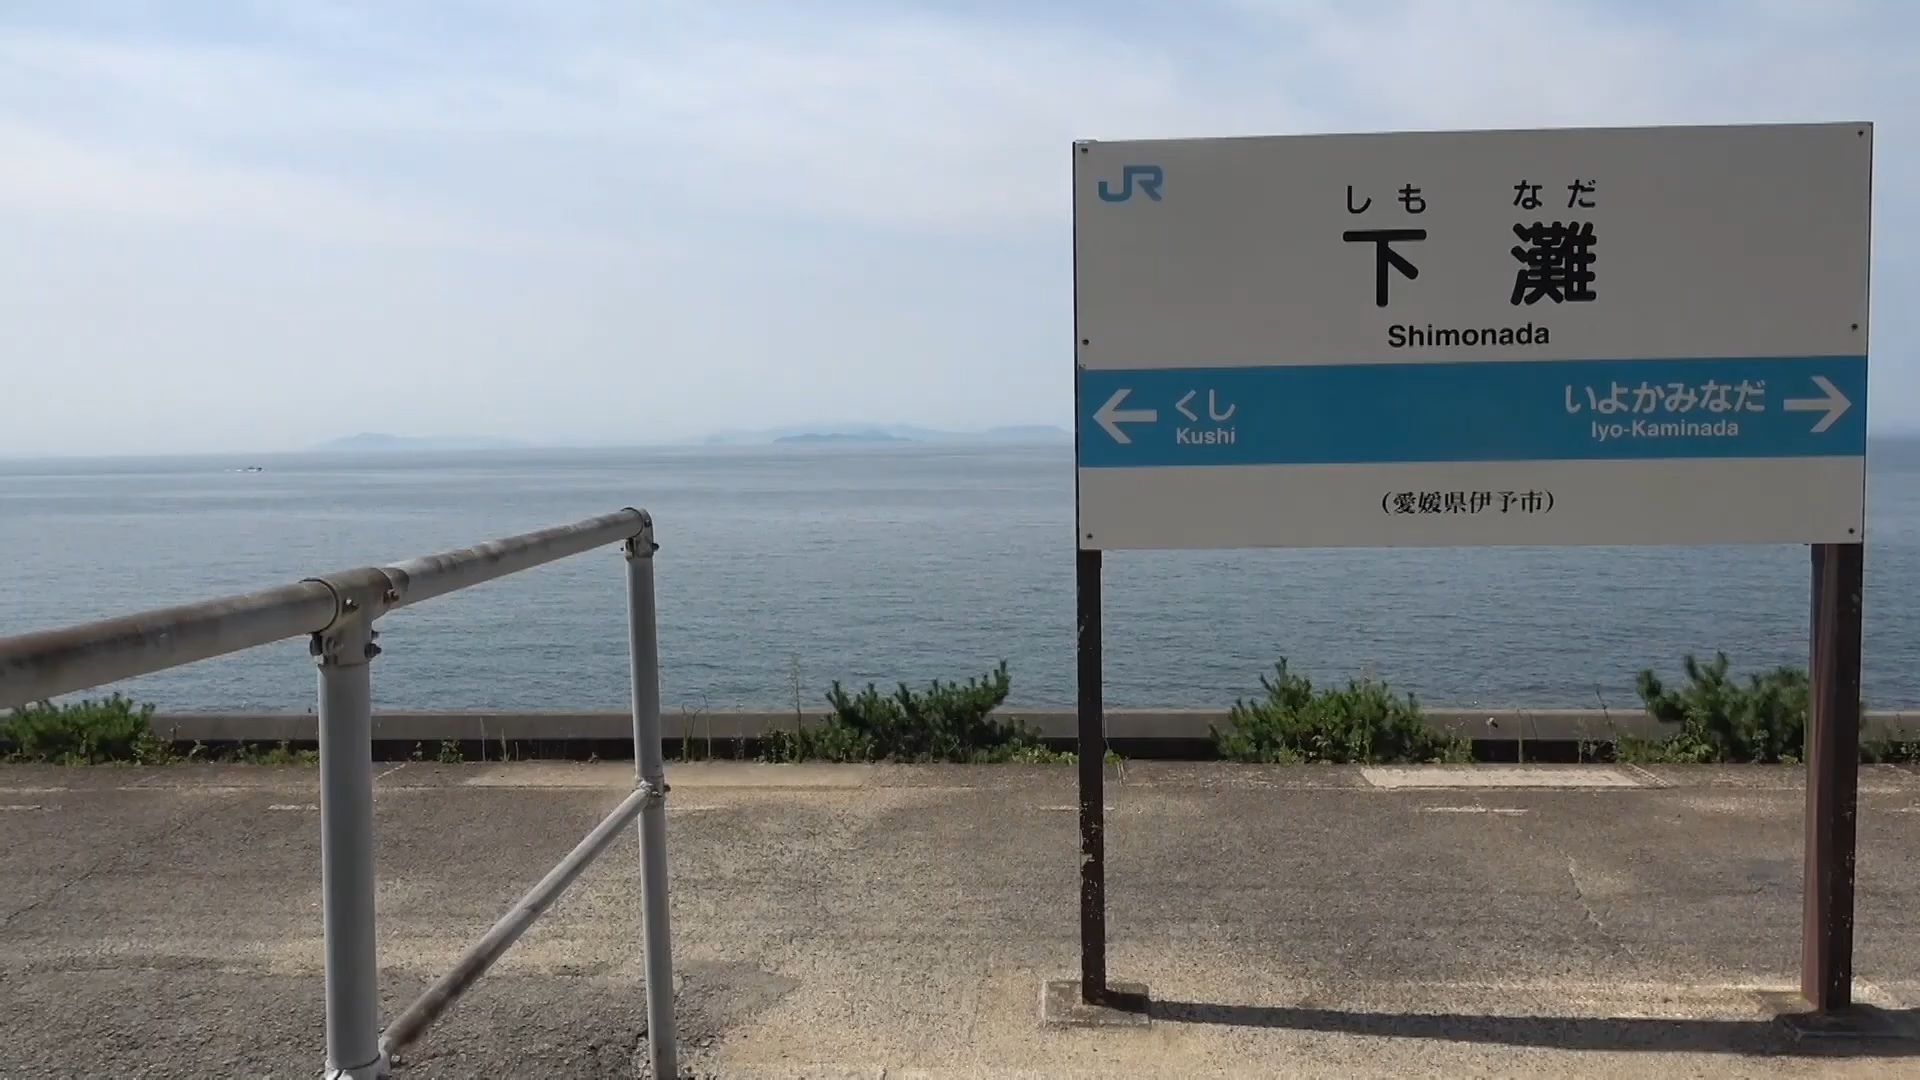 JR
しも なだ
下 灘
Shimonada
← くし
Kushi
いよかみなだ →
Iyo-Kaminada
(愛媛県伊予市)